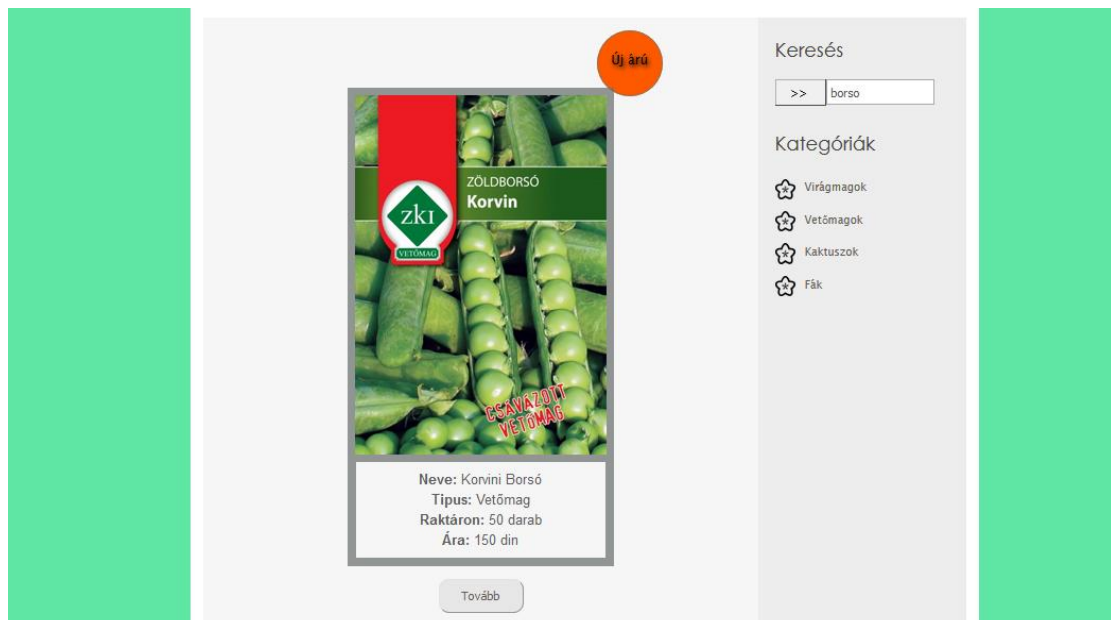 Új árú
ZÖLDBORSÓ
Korvin
zkı
VETŐMAG
CSÁVÁZOTT
VETŐMAG
Neve: Korvini Borsó
Tipus: Vetőmag
Raktáron: 50 darab
Ára: 150 din
Tovább
Keresés
>> borso
Kategóriák
Virágmagok
Vetőmagok
Kaktuszok
Fák